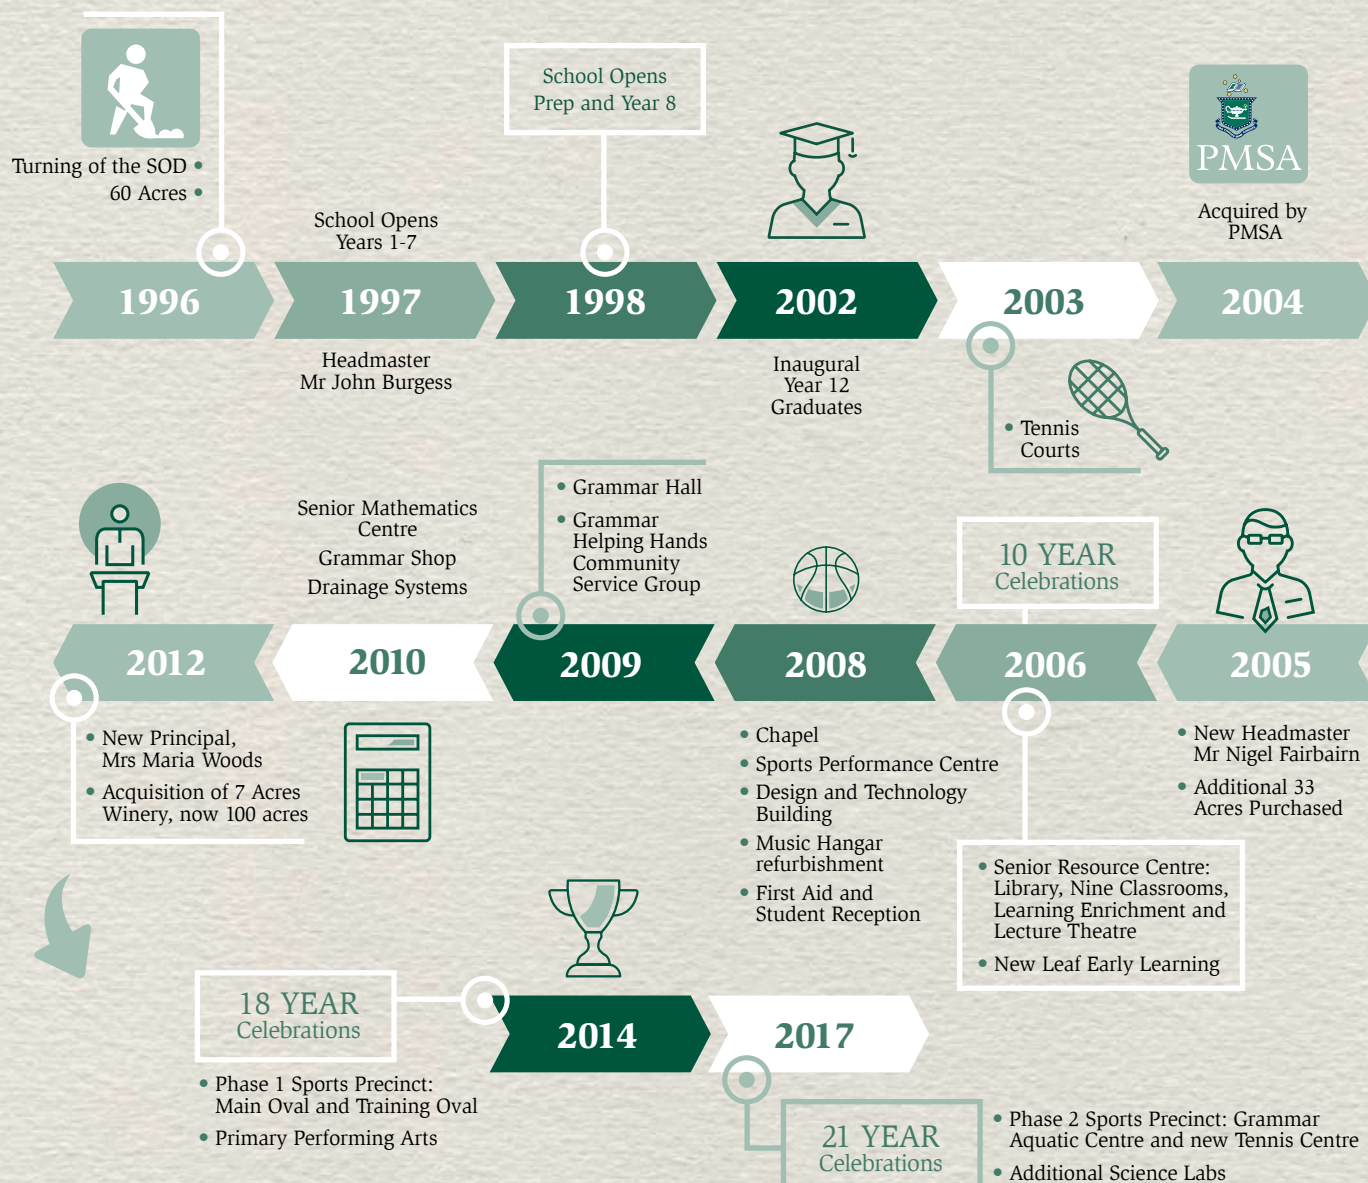 Turning of the SOD
60 Acres
1996
School Opens
Years 1-7
1997
Headmaster
Mr John Burgess
School Opens
Prep and Year 8
1998
2002
Inaugural
Year 12
Graduates
2003
• Tennis
Courts
PMSA
Acquired by
PMSA
2004
2005
• New Headmaster
Mr Nigel Fairbairn
• Additional 33
Acres Purchased
10 YEAR
Celebrations
2006
• Senior Resource Centre:
Library, Nine Classrooms,
Learning Enrichment and
Lecture Theatre
• New Leaf Early Learning
2008
• Chapel
• Sports Performance Centre
• Design and Technology
Building
• Music Hangar
refurbishment
• First Aid and
Student Reception
• Grammar Hall
• Grammar
Helping Hands
Community
Service Group
2009
Senior Mathematics
Centre
Grammar Shop
Drainage Systems
2010
2012
• New Principal,
Mrs Maria Woods
• Acquisition of 7 Acres
Winery, now 100 acres
18 YEAR
Celebrations
2014
• Phase 1 Sports Precinct:
Main Oval and Training Oval
• Primary Performing Arts
2017
21 YEAR
Celebrations
• Phase 2 Sports Precinct: Grammar
Aquatic Centre and new Tennis Centre
• Additional Science Labs